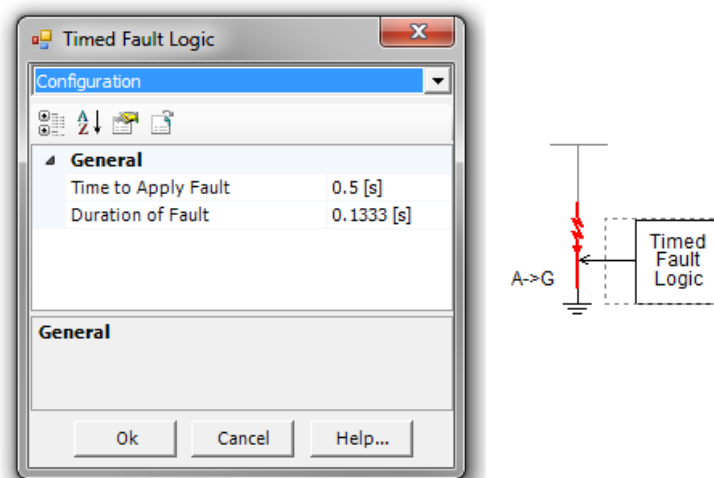 Timed Fault Logic
Configuration
General
Time to Apply Fault 0.5 [s]
Duration of Fault 0.1333 [s]
General
Ok Cancel Help...
A->G
Timed
Fault
Logic